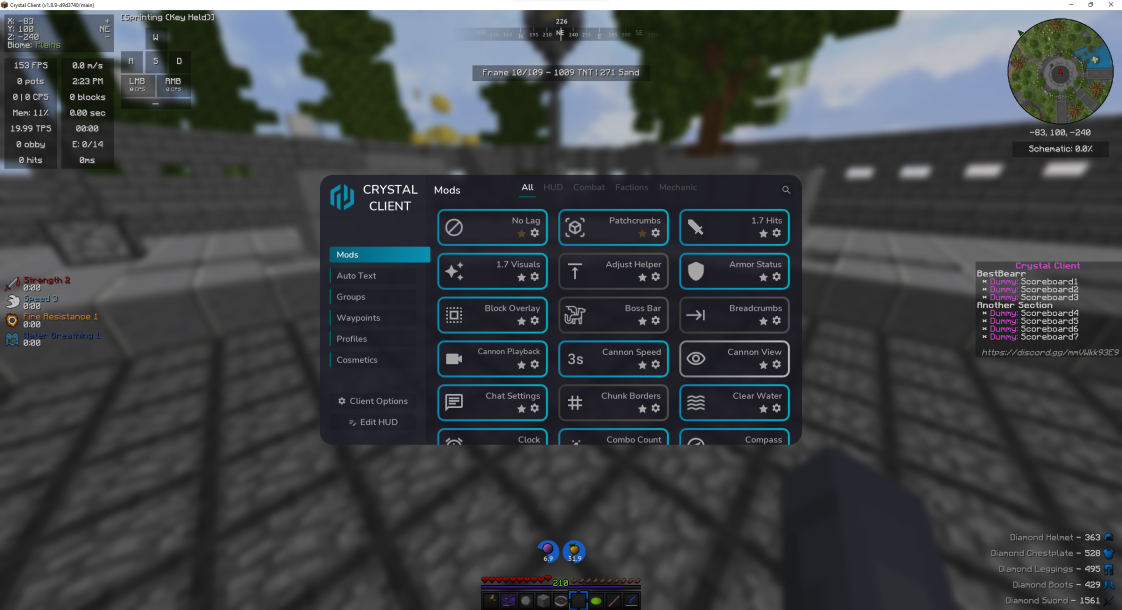 Crystal Client (v1.8.9-d9d3740/main)
X: -83 +
Y: 100 NE
Z: -240 -
Biome: Plains
[Sprinting (Key Held)]
W
A S D
LMB RMB
0 CPS 0 CPS
153 FPS 0.0 m/s
0 pots 2:23 PM
0 | 0 CPS 0 blocks
Mem: 11% 0.00 sec
19.99 TPS 00:00
0 obby E: 0/14
0 hits 0ms
226
N 195 210 NE 240 255 E SE
Frame 10/109 - 1009 TNT | 271 Sand
-83, 100, -240
Schematic: 0.0%
CRYSTAL
CLIENT
Mods
Auto Text
Groups
Waypoints
Profiles
Cosmetics
Client Options
Edit HUD
Mods
All HUD Combat Factions Mechanic
No Lag Patchcrumbs 1.7 Hits
1.7 Visuals Adjust Helper Armor Status
Block Overlay Boss Bar Breadcrumbs
Cannon Playback 3s Cannon Speed Cannon View
Chat Settings Chunk Borders Clear Water
Clock Combo Count Compass
Strength 2
0:00
Speed 3
0:00
Fire Resistance 1
0:00
Water Breathing 1
0:00
Crystal Client
BestBearr
Dummy: Scoreboard1
Dummy: Scoreboard2
Dummy: Scoreboard3
Another Section
Dummy: Scoreboard4
Dummy: Scoreboard5
Dummy: Scoreboard6
Dummy: Scoreboard7
https://discord.gg/mmVWkk93E9
6.9 31.9
210
Diamond Helmet - 363
Diamond Chestplate - 528
Diamond Leggings - 495
Diamond Boots - 429
Diamond Sword - 1561